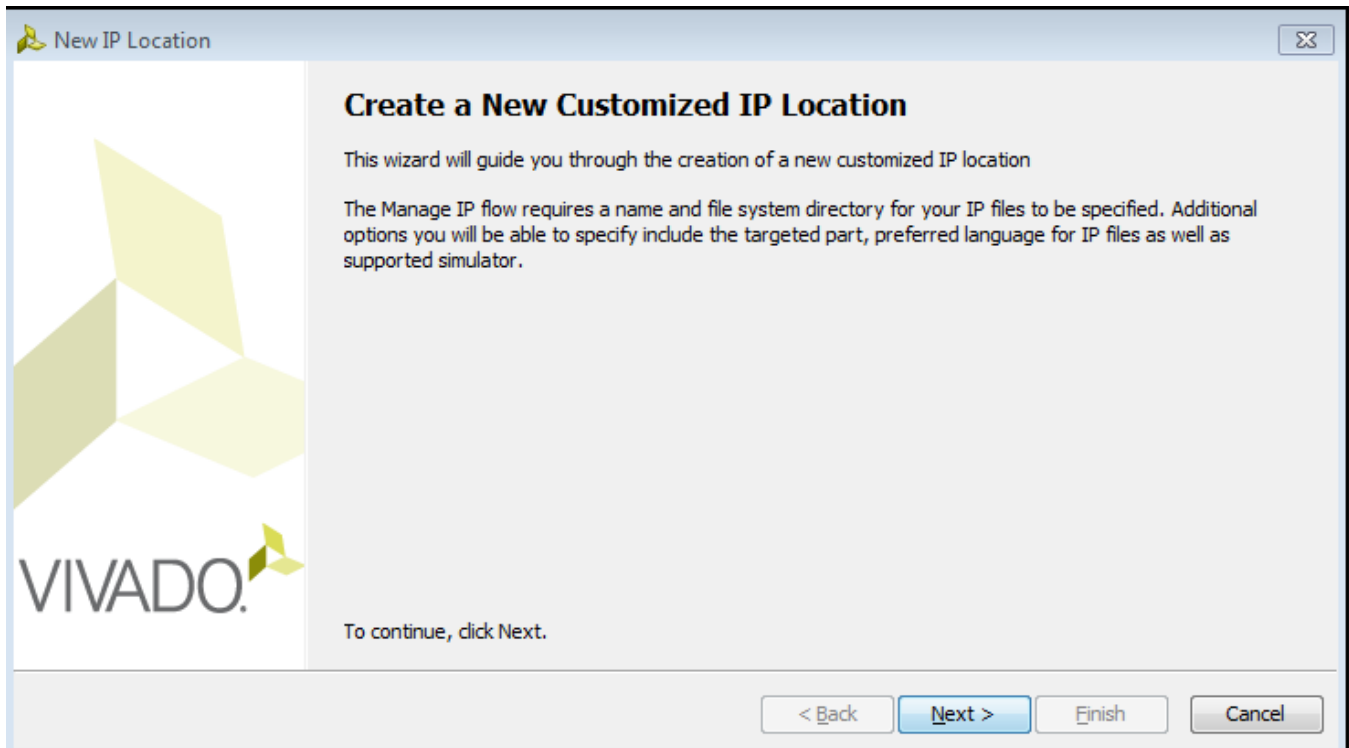 New IP Location
Create a New Customized IP Location
This wizard will guide you through the creation of a new customized IP location
The Manage IP flow requires a name and file system directory for your IP files to be specified. Additional
options you will be able to specify include the targeted part, preferred language for IP files as well as
supported simulator.
VIVADO.
To continue, click Next.
< Back Next > Finish Cancel